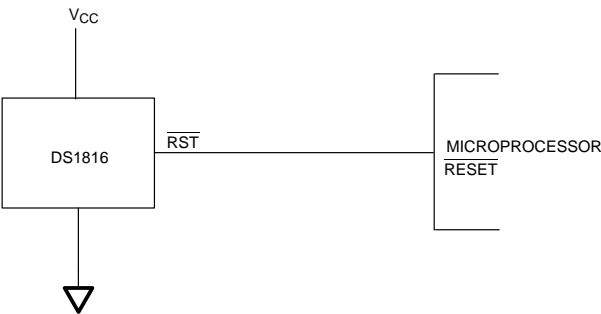 VCC
RST
DS1816
MICROPROCESSOR
RESET